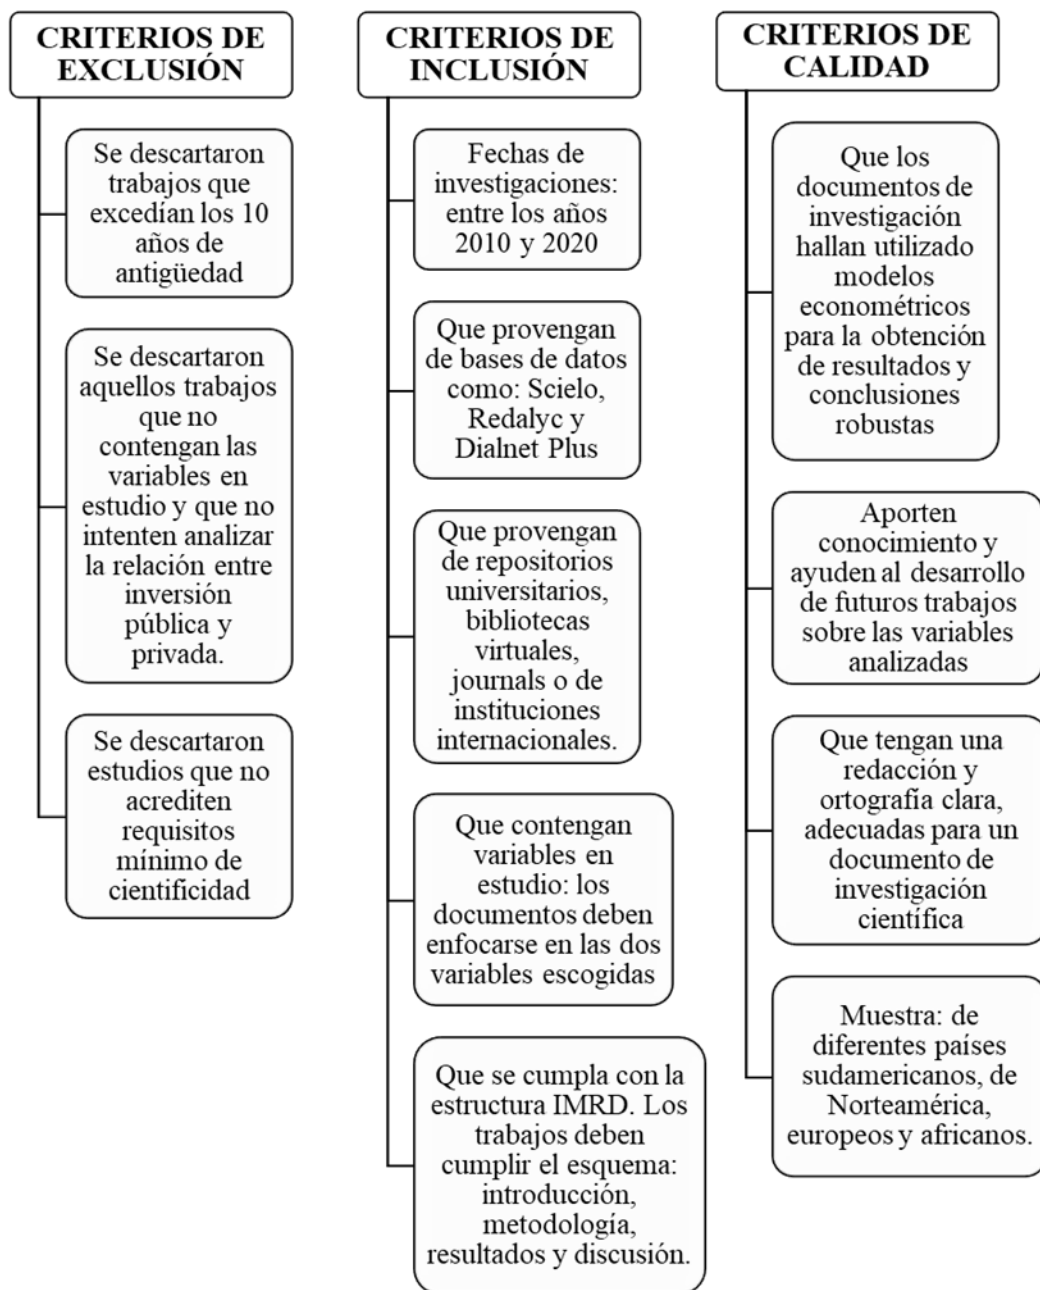 CRITERIOS DE
EXCLUSIÓN
Se descartaron
trabajos que
excedían los 10
años de
antigüedad
Se descartaron
aquellos trabajos
que no
contengan las
variables en
estudio y que no
intenten analizar
la relación entre
inversión
pública y
privada.
Se descartaron
estudios que no
acrediten
requisitos
mínimo de
cientificidad
CRITERIOS DE
INCLUSIÓN
Fechas de
investigaciones:
entre los años
2010 y 2020
Que provengan
de bases de datos
como: Scielo,
Redalyc y
Dialnet Plus
Que provengan
de repositorios
universitarios,
bibliotecas
virtuales,
journals o de
instituciones
internacionales.
Que contengan
variables en
estudio: los
documentos deben
enfocarse en las dos
variables escogidas
Que se cumpla con la
estructura IMRD. Los
trabajos deben
cumplir el esquema:
introducción,
metodología,
resultados y discusión.
CRITERIOS DE
CALIDAD
Que los
documentos de
investigación
hallan utilizado
modelos
econométricos
para la obtención
de resultados y
conclusiones
robustas
Aporten
conocimiento y
ayuden al desarrollo
de futuros trabajos
sobre las variables
analizadas
Que tengan una
redacción y
ortografía clara,
adecuadas para un
documento de
investigación
científica
Muestra: de
diferentes países
sudamericanos, de
Norteamérica,
europeos y africanos.